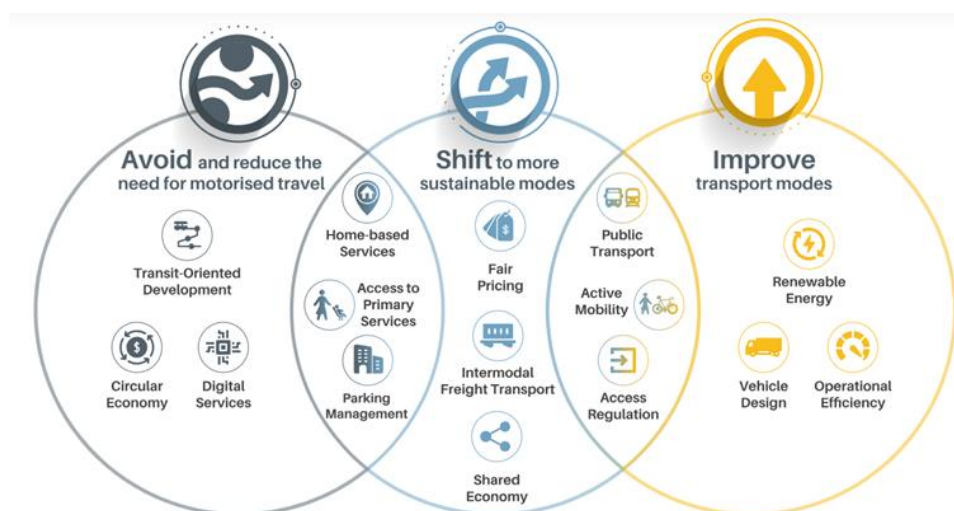 Avoid and reduce the
need for motorised travel
Transit-Oriented
Development
Circular
Economy
Digital
Services
Home-based
Services
Access to
Primary
Services
Parking
Management
Shift to more
sustainable modes
Fair
Pricing
Intermodal
Freight Transport
Shared
Economy
Public
Transport
Active
Mobility
Access
Regulation
Improve
transport modes
Renewable
Energy
Vehicle
Design
Operational
Efficiency